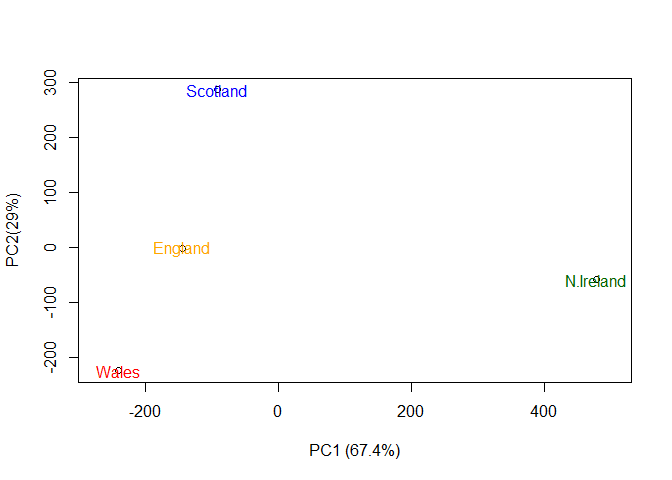 300
Scotland
200
100
PC2(29%)
0
England
-100
N.Ireland
-200
Wales
-200 0 200 400
PC1 (67.4%)